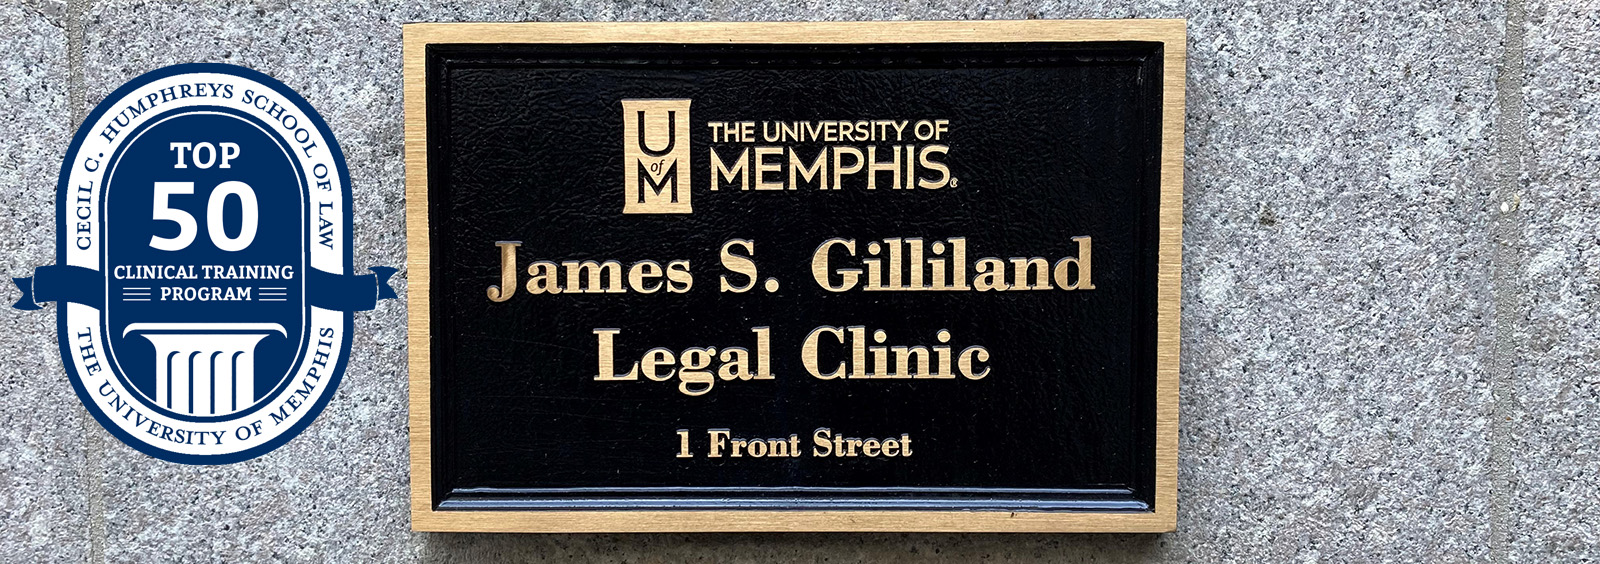 CECIL C. HUMPHREYS SCHOOL OF LAW
TOP
50
CLINICAL TRAINING
PROGRAM
THE UNIVERSITY OF MEMPHIS
U
of
M
THE UNIVERSITY OF
MEMPHIS®
James S. Gilliland
Legal Clinic
1 Front Street